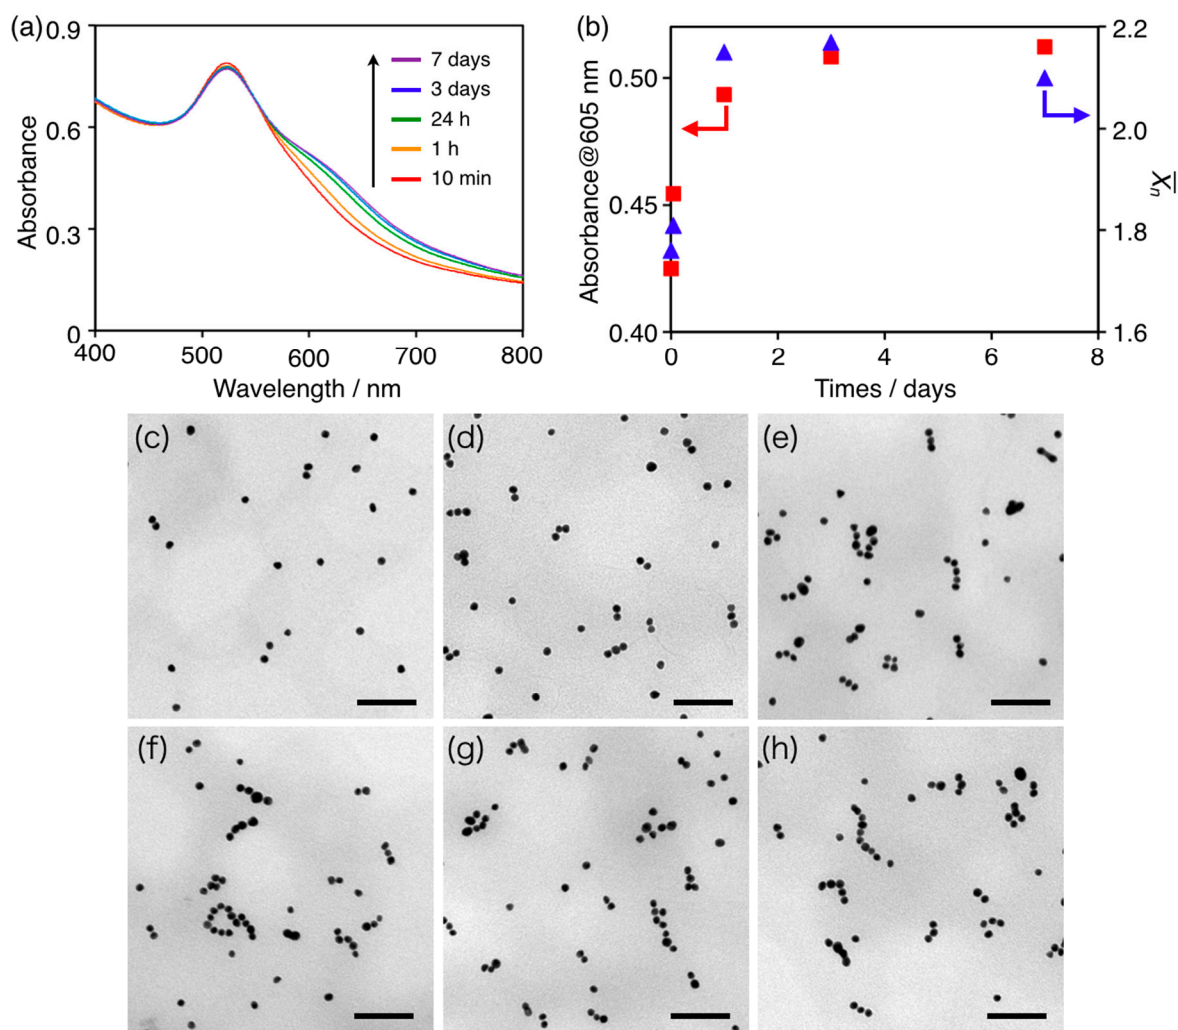 (a)
0.9
0.6
0.3
0
Absorbance
7 days
3 days
24 h
1 h
10 min
400
500
600
700
800
Wavelength / nm
(b)
0.50
0.45
0.40
Absorbance@605 nm
2.2
2.0
1.8
1.6
X̅n
0
2
4
6
8
Times / days
(c)
(d)
(e)
(f)
(g)
(h)